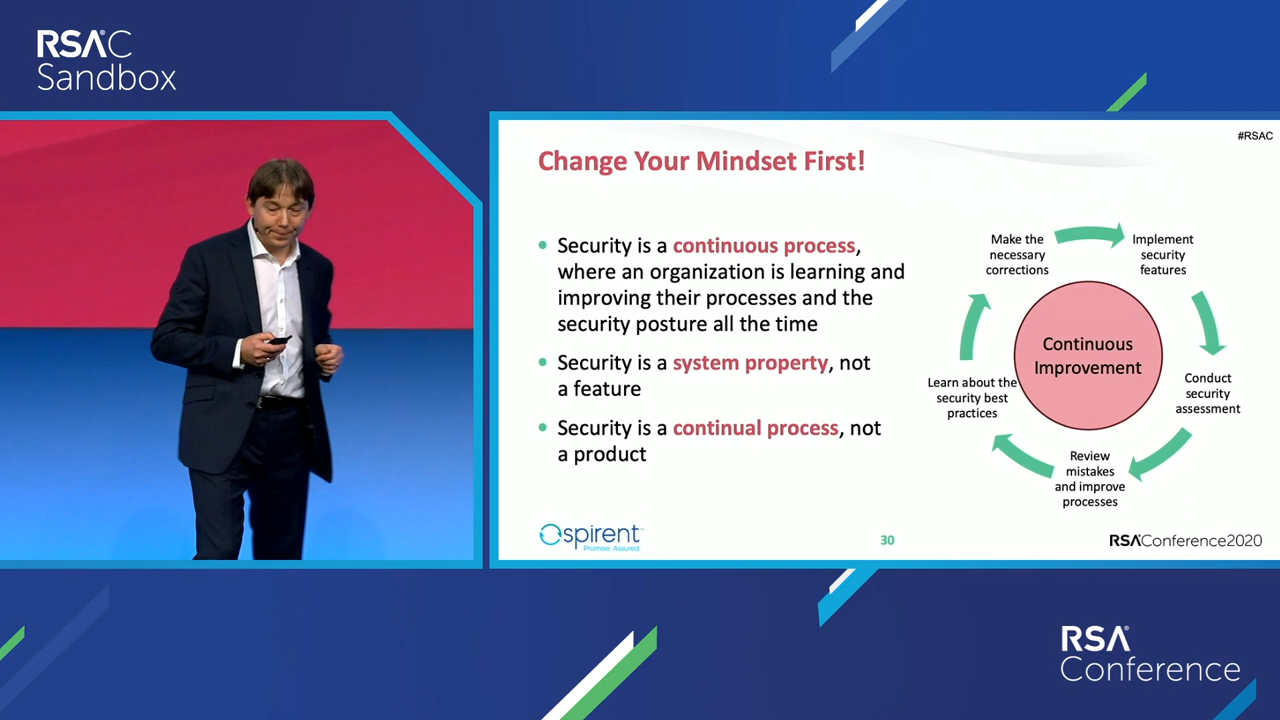 RSAC
Sandbox
#RSAC
Change Your Mindset First!
• Security is a continuous process,
where an organization is learning and
improving their processes and the
security posture all the time
• Security is a system property, not
a feature
• Security is a continual process, not
a product
Make the
necessary
corrections
Implement
security
features
Conduct
security
assessment
Review
mistakes
and improve
processes
Learn about the
security best
practices
Continuous
Improvement
spirent™
Promise. Assured.
30
RSA Conference2020
RSA®
Conference